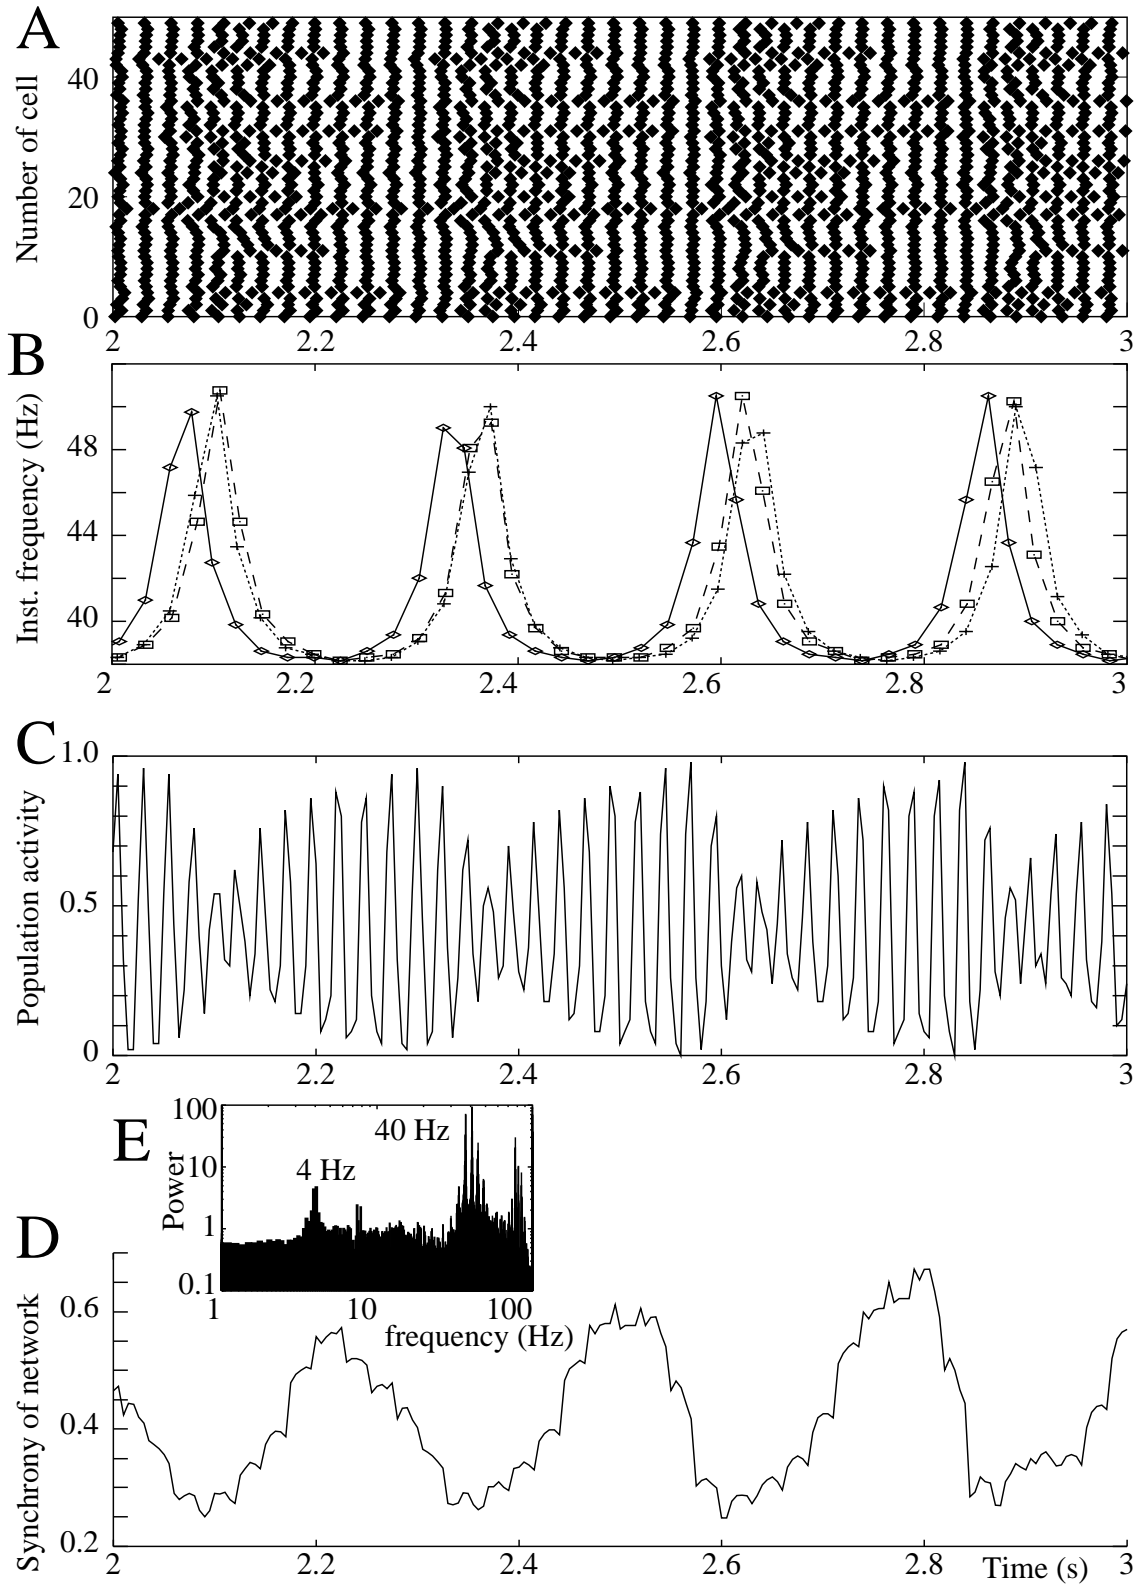 A
Number of cell
40
20
0
2 2.2 2.4 2.6 2.8 3
B
Inst. frequency (Hz)
48
44
40
2 2.2 2.4 2.6 2.8 3
C
Population activity
1.0
0.5
0
2 2.2 2.4 2.6 2.8 3
E
Power
100
10
1
0.1
40 Hz
4 Hz
1 10 100
frequency (Hz)
D
Synchrony of network
0.6
0.4
0.2
2 2.2 2.4 2.6 2.8 Time (s) 3